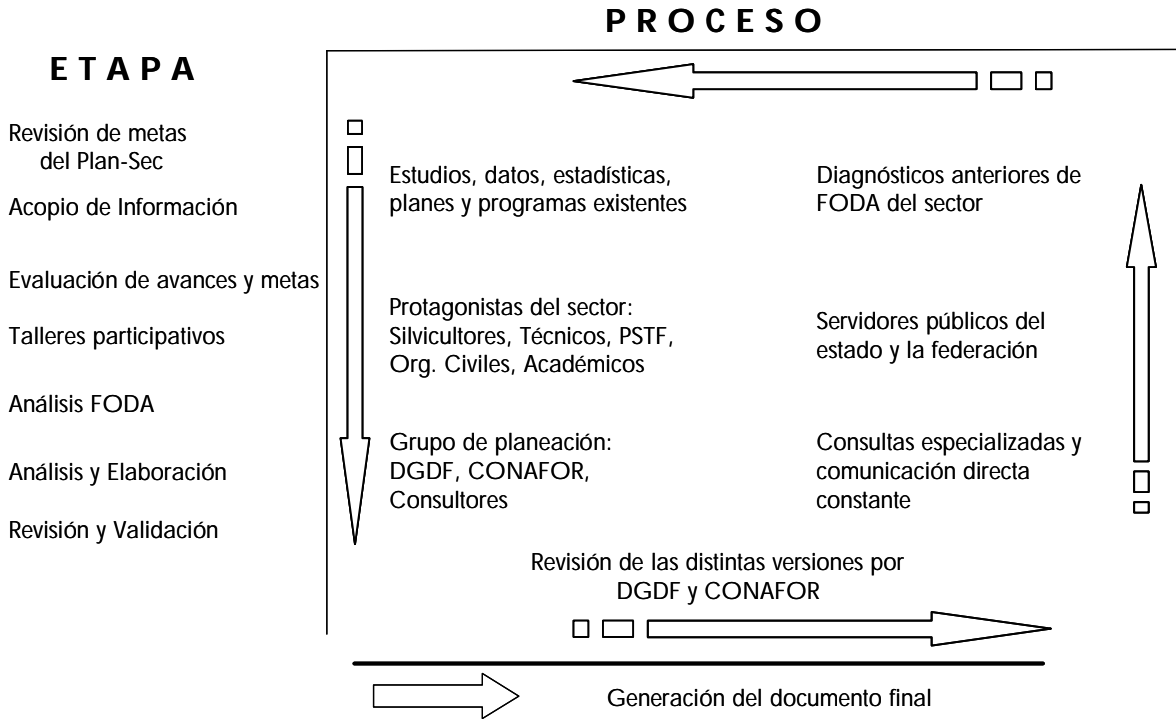 PROCESO
ETAPA
Revisión de metas
del Plan-Sec
Acopio de Información
Evaluación de avances y metas
Talleres participativos
Análisis FODA
Análisis y Elaboración
Revisión y Validación
Estudios, datos, estadísticas,
planes y programas existentes
Diagnósticos anteriores de
FODA del sector
Protagonistas del sector:
Silvicultores, Técnicos, PSTF,
Org. Civiles, Académicos
Servidores públicos del
estado y la federación
Grupo de planeación:
DGDF, CONAFOR,
Consultores
Consultas especializadas y
comunicación directa
constante
Revisión de las distintas versiones por
DGDF y CONAFOR
Generación del documento final